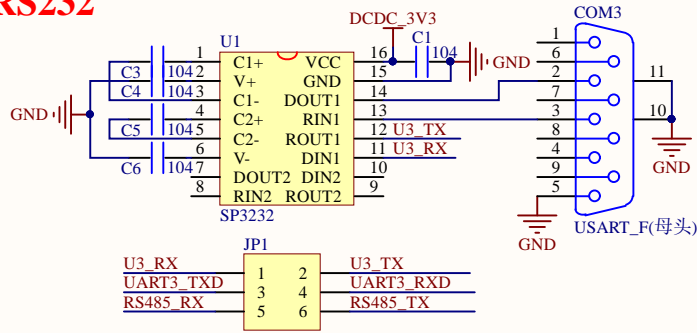 RS232
DCDC_3V3
COM3
U1
C1
1 C1+ VCC 16
104
GND
C3 104 2 V+ GND 15
C4 104 3 C1- DOUT1 14
4 C2+ RIN1 13
GND
C5 104 5 C2- ROUT1 12 U3_TX
C6 104 6 V- DIN1 11 U3_RX
7 DOUT2 DIN2 10
8 RIN2 ROUT2 9
SP3232
1
6
2
7
3
8
4
9
5
11
10
GND
GND
USART_F(母头)
JP1
U3_RX 1 2 U3_TX
UART3_TXD 3 4 UART3_RXD
RS485_RX 5 6 RS485_TX